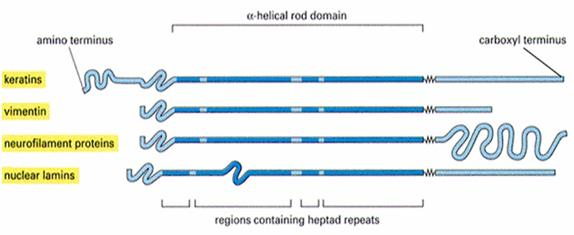 α-helical rod domain
amino terminus
carboxyl terminus
keratins
vimentin
neurofilament proteins
nuclear lamins
regions containing heptad repeats